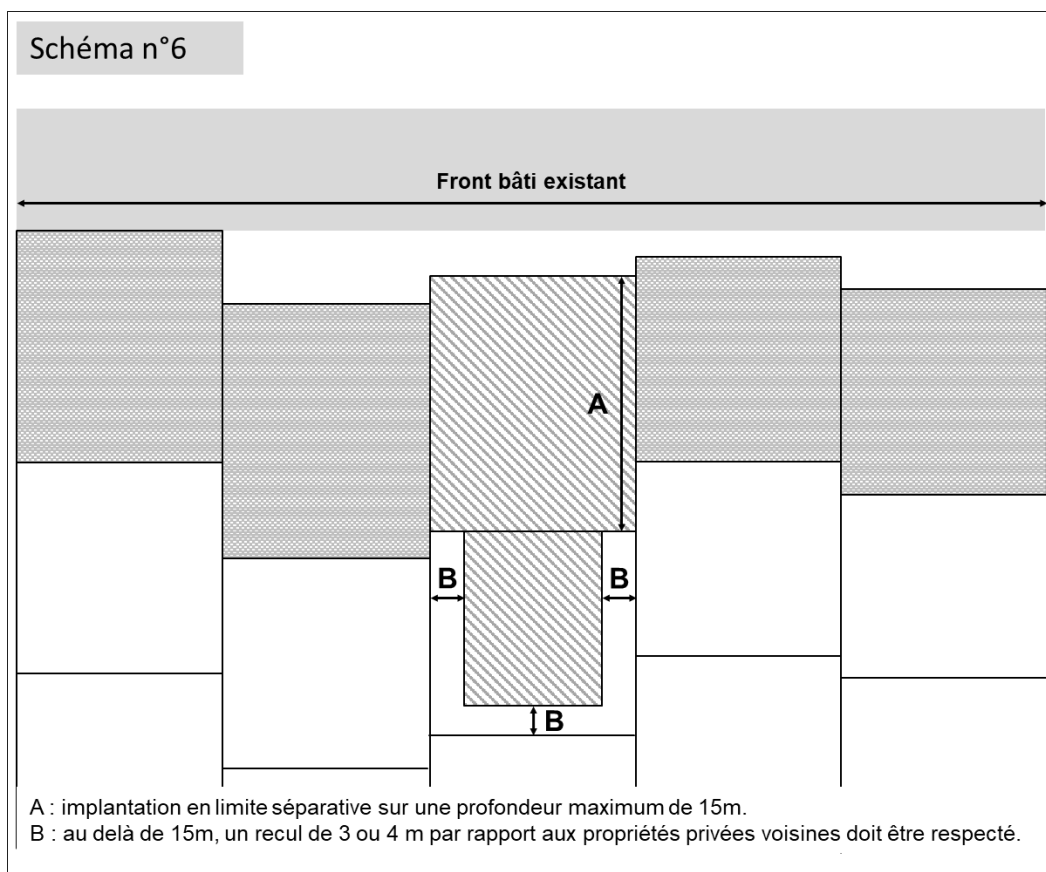 Schéma n°6
Front bâti existant
A
B
B
B
A : implantation en limite séparative sur une profondeur maximum de 15m.
B : au delà de 15m, un recul de 3 ou 4 m par rapport aux propriétés privées voisines doit être respecté.